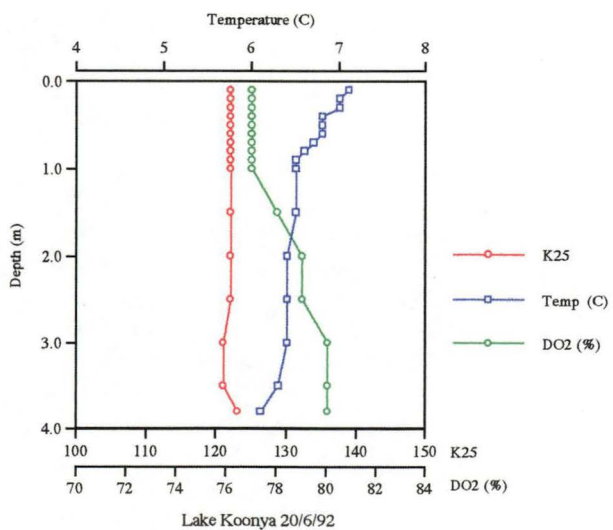 Temperature (C)
4 5 6 7 8
0.0
1.0
2.0
3.0
4.0
Depth (m)
K25
Temp (C)
DO2 (%)
100 110 120 130 140 150 K25
70 72 74 76 78 80 82 84 DO2 (%)
Lake Koonya 20/6/92